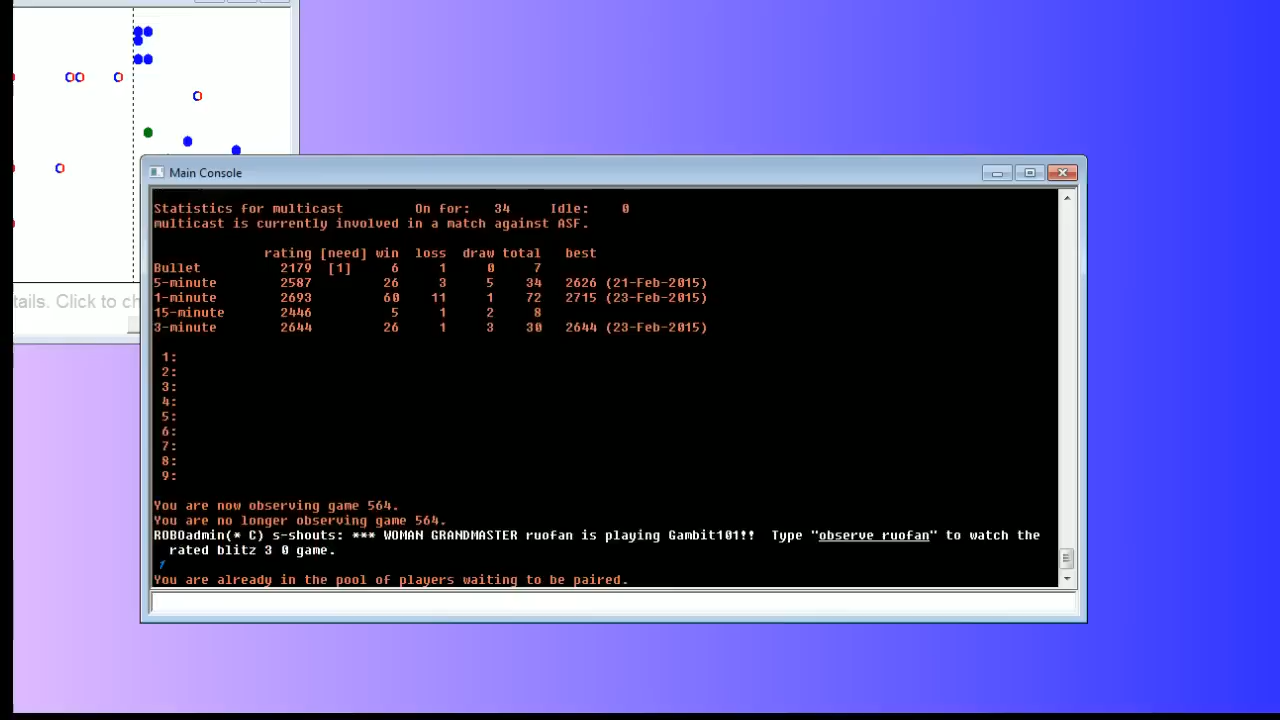 Main Console
Statistics for multicast On for: 34 Idle: 0
multicast is currently involved in a match against ASF.
rating [need] win loss draw total best
Bullet 2179 [1] 6 1 0 7
5-minute 2587 26 3 5 34 2626 (21-Feb-2015)
1-minute 2693 60 11 1 72 2715 (23-Feb-2015)
15-minute 2446 5 1 2 8
3-minute 2644 26 1 3 30 2644 (23-Feb-2015)
1:
2:
3:
4:
5:
6:
7:
8:
9:
You are now observing game 564.
You are no longer observing game 564.
ROBOadmin(* C) s-shouts: *** WOMAN GRANDMASTER ruofan is playing Gambit101!! Type "observe ruofan" to watch the
rated blitz 3 0 game.
You are already in the pool of players waiting to be paired.
tails. Click to ch